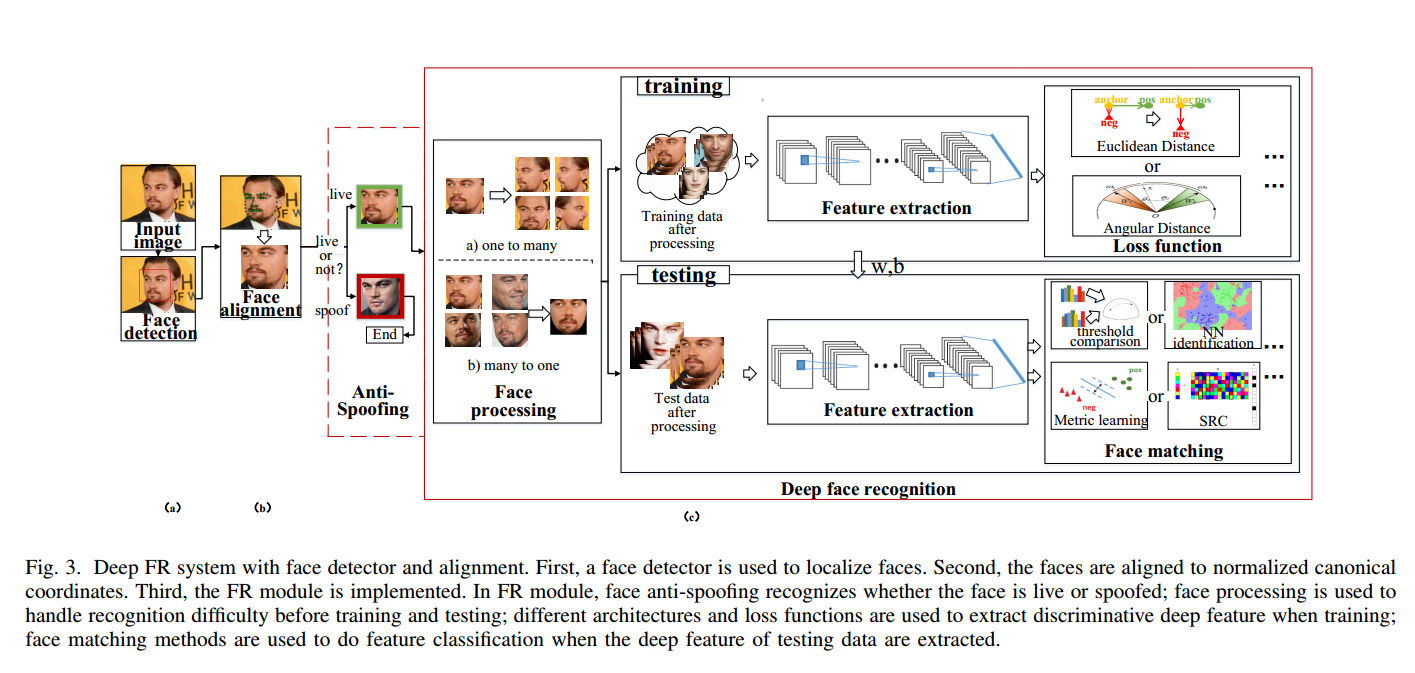 training
anchor pos anchor pos
neg
neg
Euclidean Distance
or
Angular Distance
Loss function
...
...
Training data
after
processing
Feature extraction
w,b
Input
image
Face
detection
Face
alignment
live
live
or
not?
spoof
End
Anti-
Spoofing
a) one to many
b) many to one
Face
processing
testing
Test data
after
processing
Feature extraction
threshold
comparison
or
NN
identification
...
...
pos
neg
Metric learning
or
SRC
Face matching
Deep face recognition
(a)
(b)
(c)
Fig. 3. Deep FR system with face detector and alignment. First, a face detector is used to localize faces. Second, the faces are aligned to normalized canonical
coordinates. Third, the FR module is implemented. In FR module, face anti-spoofing recognizes whether the face is live or spoofed; face processing is used to
handle recognition difficulty before training and testing; different architectures and loss functions are used to extract discriminative deep feature when training;
face matching methods are used to do feature classification when the deep feature of testing data are extracted.